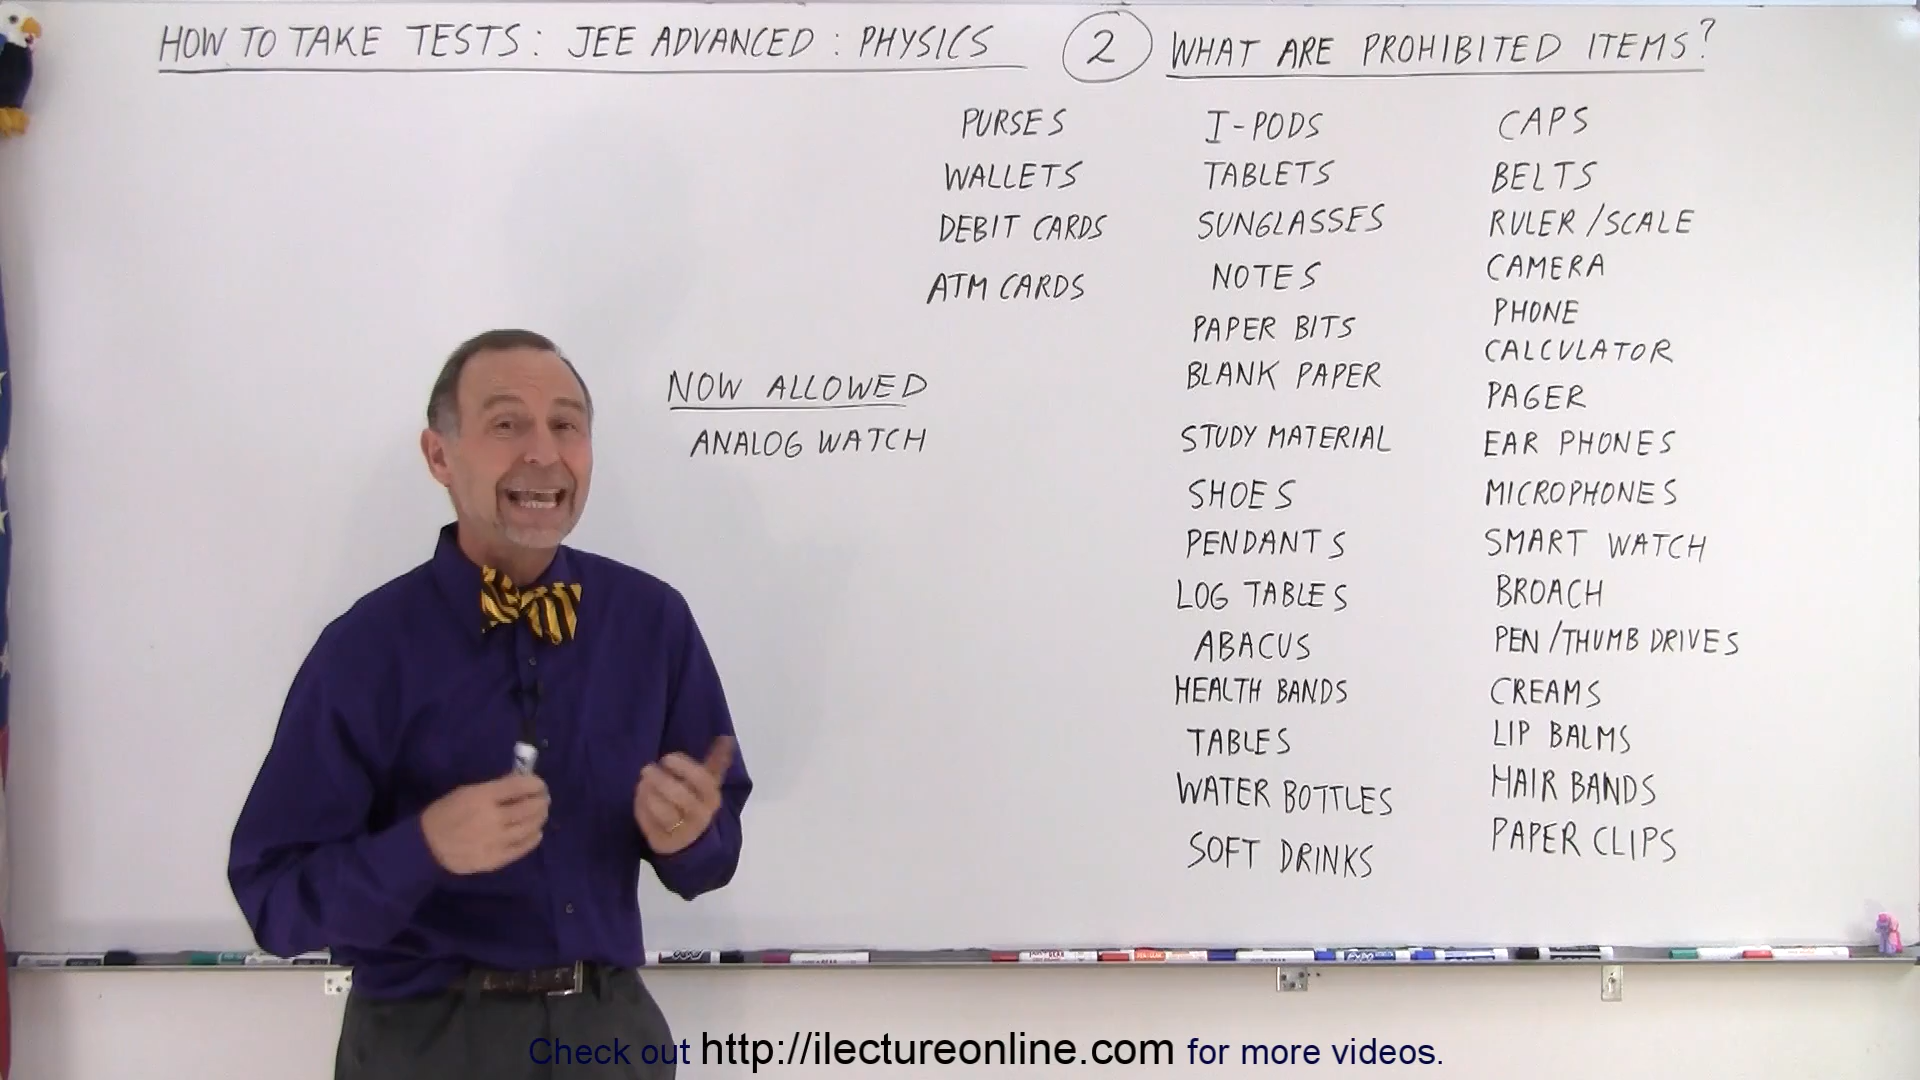 HOW TO TAKE TESTS: JEE ADVANCED: PHYSICS
2 WHAT ARE PROHIBITED ITEMS?
PURSES
WALLETS
DEBIT CARDS
ATM CARDS
NOW ALLOWED
ANALOG WATCH
I-PODS
TABLETS
SUNGLASSES
NOTES
PAPER BITS
BLANK PAPER
STUDY MATERIAL
SHOES
PENDANTS
LOG TABLES
ABACUS
HEALTH BANDS
TABLES
WATER BOTTLES
SOFT DRINKS
CAPS
BELTS
RULER/SCALE
CAMERA
PHONE
CALCULATOR
PAGER
EAR PHONES
MICROPHONES
SMART WATCH
BROACH
PEN/THUMB DRIVES
CREAMS
LIP BALMS
HAIR BANDS
PAPER CLIPS
Check out http://ilectureonline.com for more videos.